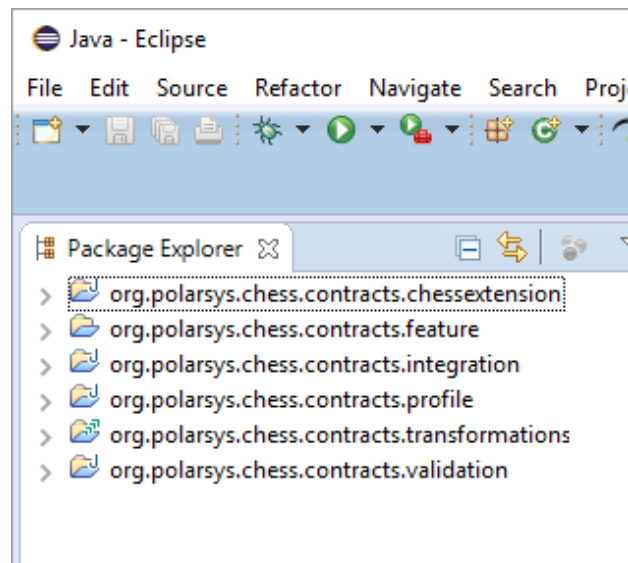 Java - Eclipse
File Edit Source Refactor Navigate Search Proj
Package Explorer
org.polarsys.chess.contracts.chessextension
org.polarsys.chess.contracts.feature
org.polarsys.chess.contracts.integration
org.polarsys.chess.contracts.profile
org.polarsys.chess.contracts.transformations
org.polarsys.chess.contracts.validation